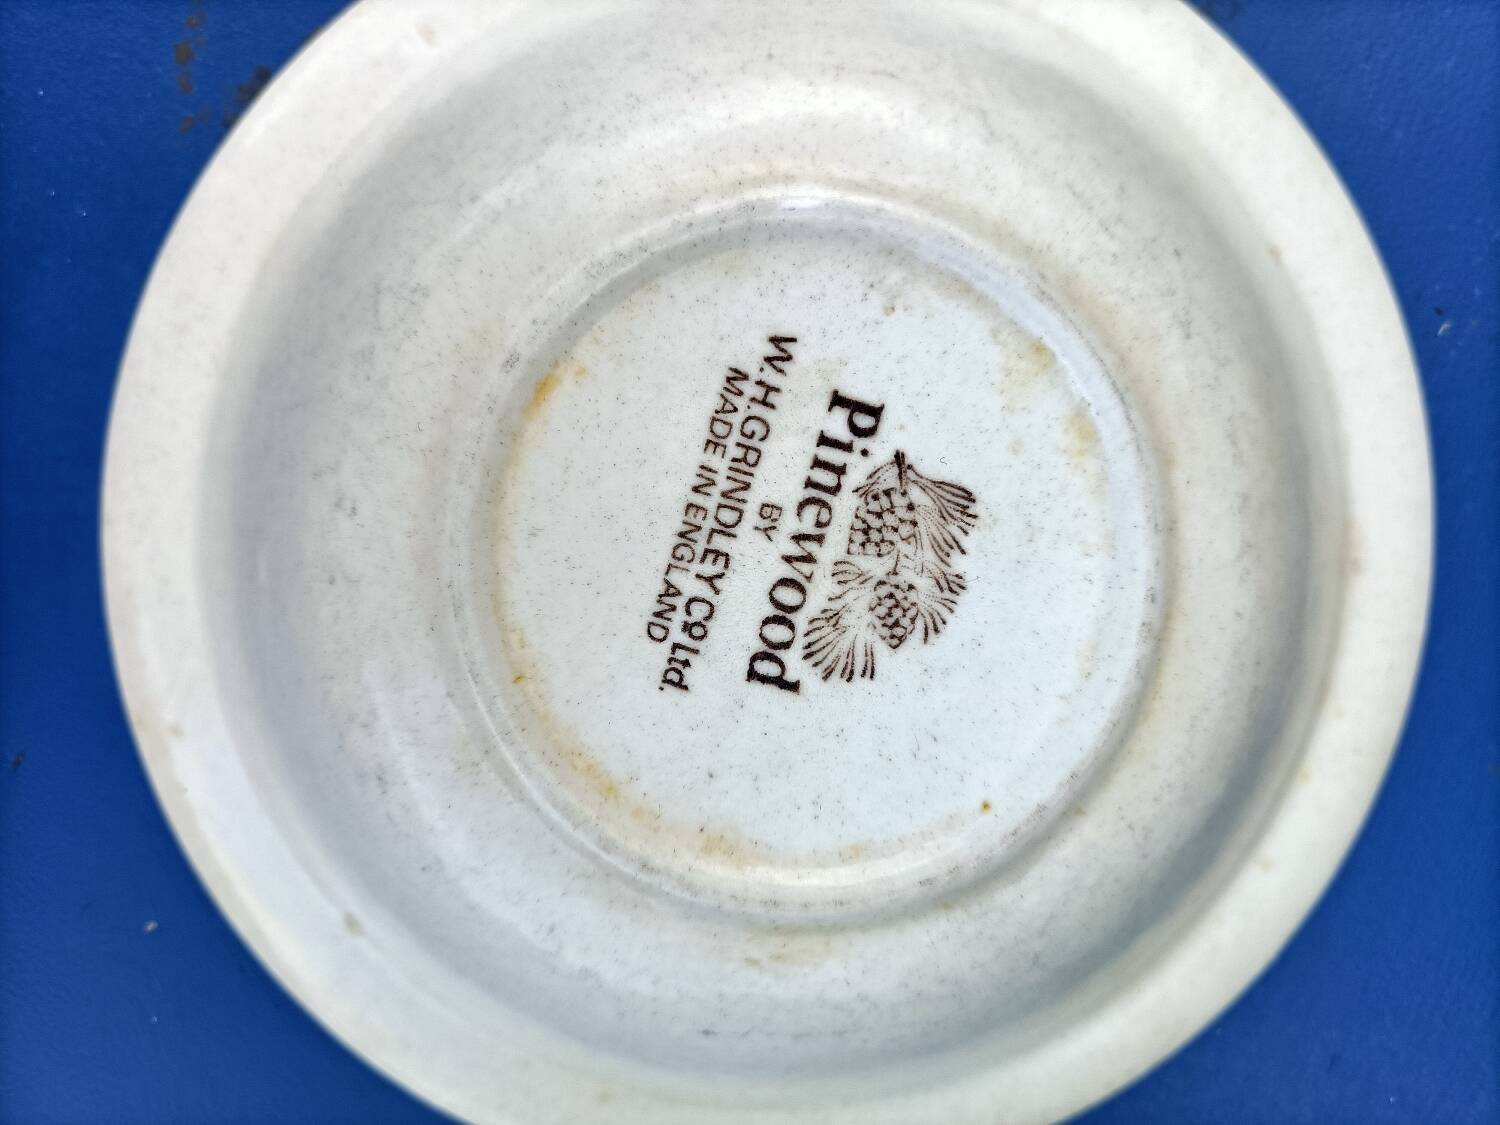 Pinewood
BY
W.H.GRINDLEY Co Ltd.
MADE IN ENGLAND